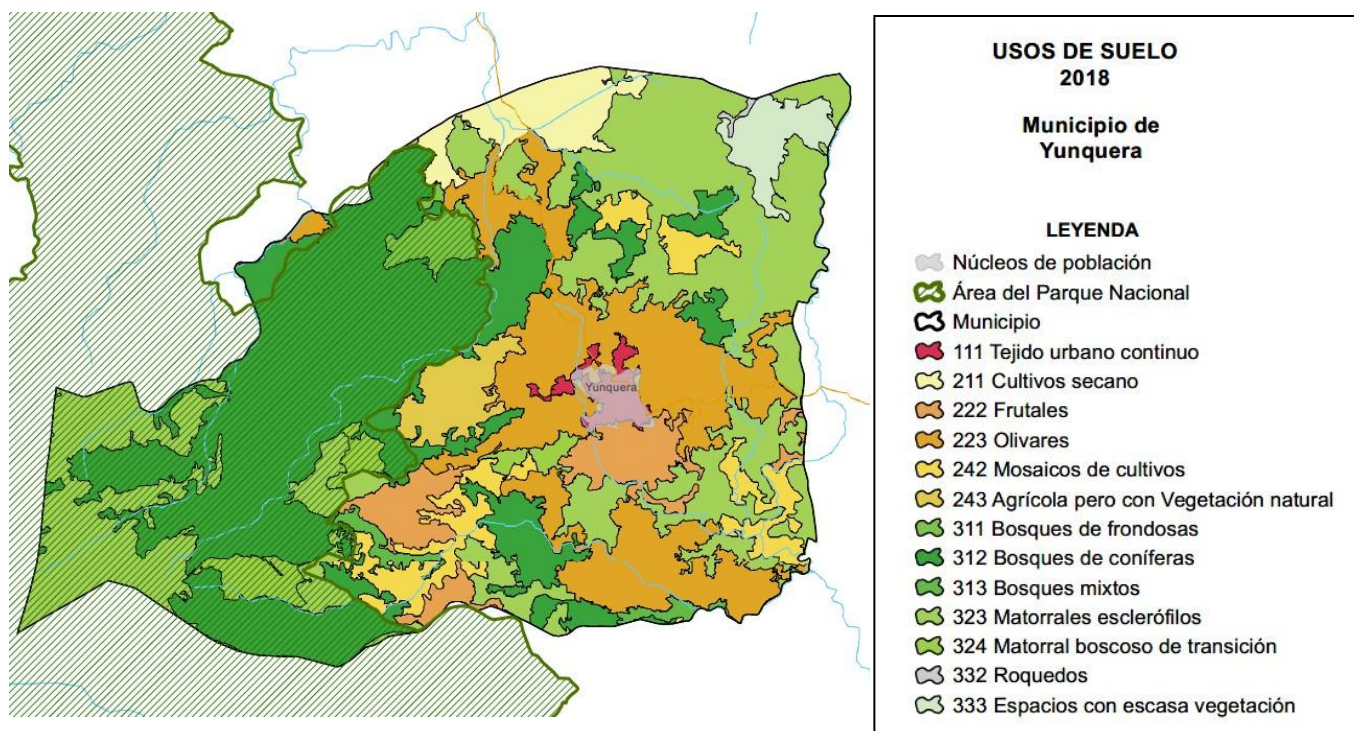 Yunquera
USOS DE SUELO
2018
Municipio de
Yunquera
LEYENDA
Núcleos de población
Área del Parque Nacional
Municipio
111 Tejido urbano continuo
211 Cultivos secano
222 Frutales
223 Olivares
242 Mosaicos de cultivos
243 Agrícola pero con Vegetación natural
311 Bosques de frondosas
312 Bosques de coníferas
313 Bosques mixtos
323 Matorrales esclerófilos
324 Matorral boscoso de transición
332 Roquedos
333 Espacios con escasa vegetación